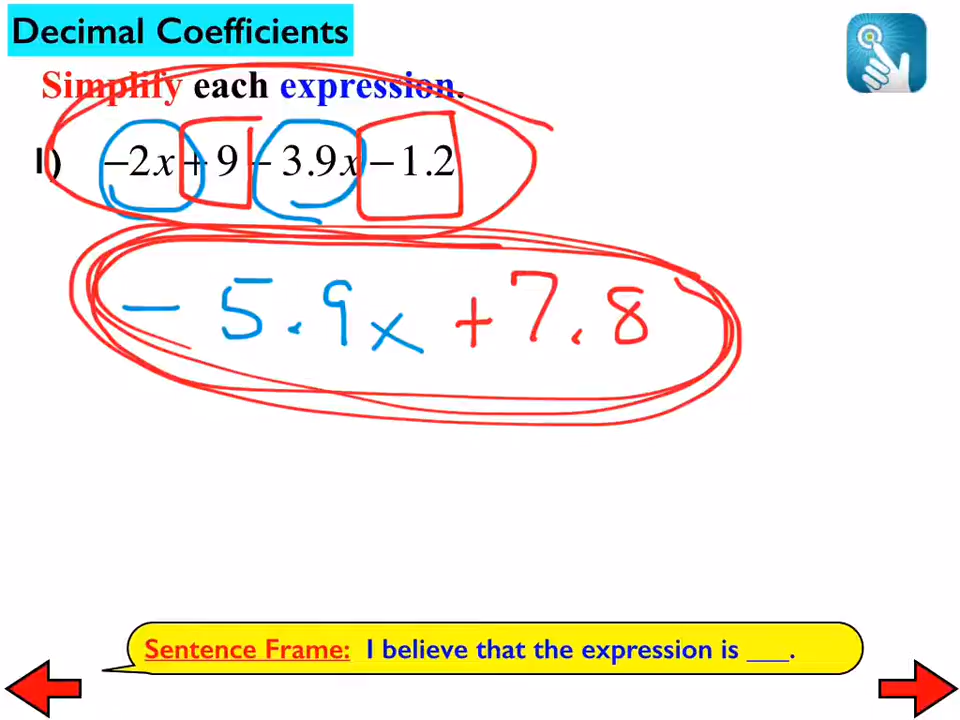 Decimal Coefficients
Simplify each expression.
1) −2x + 9 − 3.9x − 1.2
− 5.9x + 7.8
Sentence Frame: I believe that the expression is ___.